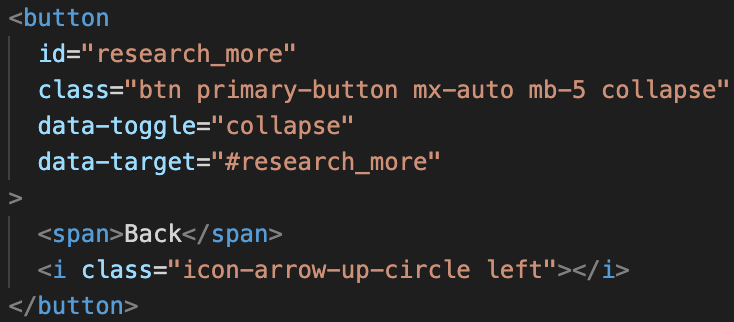 <button
id="research_more"
class="btn primary-button mx-auto mb-5 collapse"
data-toggle="collapse"
data-target="#research_more"
>
<span>Back</span>
<i class="icon-arrow-up-circle left"></i>
</button>